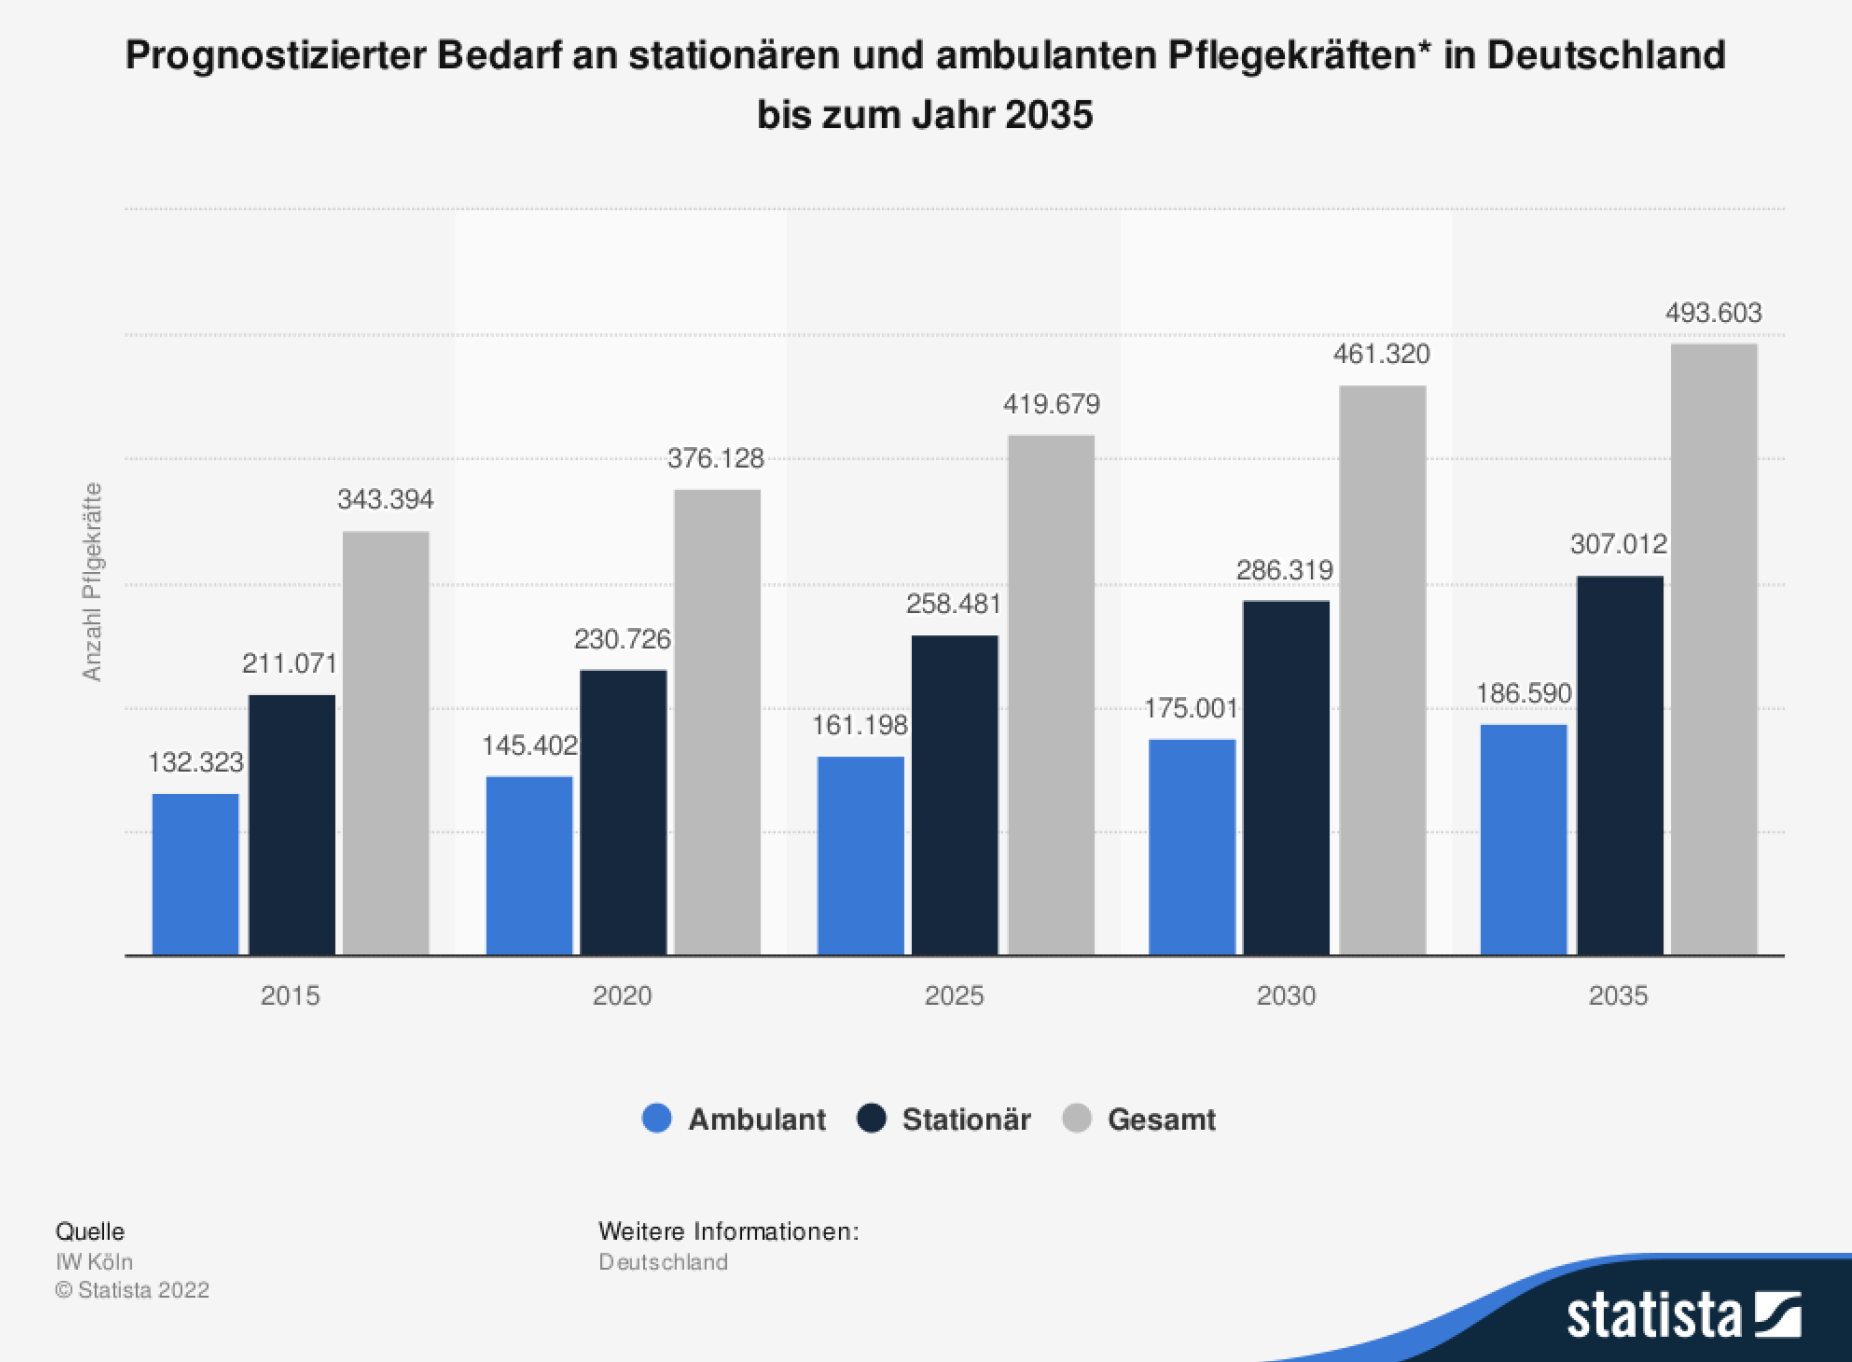 Prognostizierter Bedarf an stationären und ambulanten Pflegekräften* in Deutschland
bis zum Jahr 2035
Anzahl Pflgekräfte
132.323
211.071
343.394
145.402
230.726
376.128
161.198
258.481
419.679
175.001
286.319
461.320
186.590
307.012
493.603
2015
2020
2025
2030
2035
Ambulant
Stationär
Gesamt
Quelle
IW Köln
© Statista 2022
Weitere Informationen:
Deutschland
statista